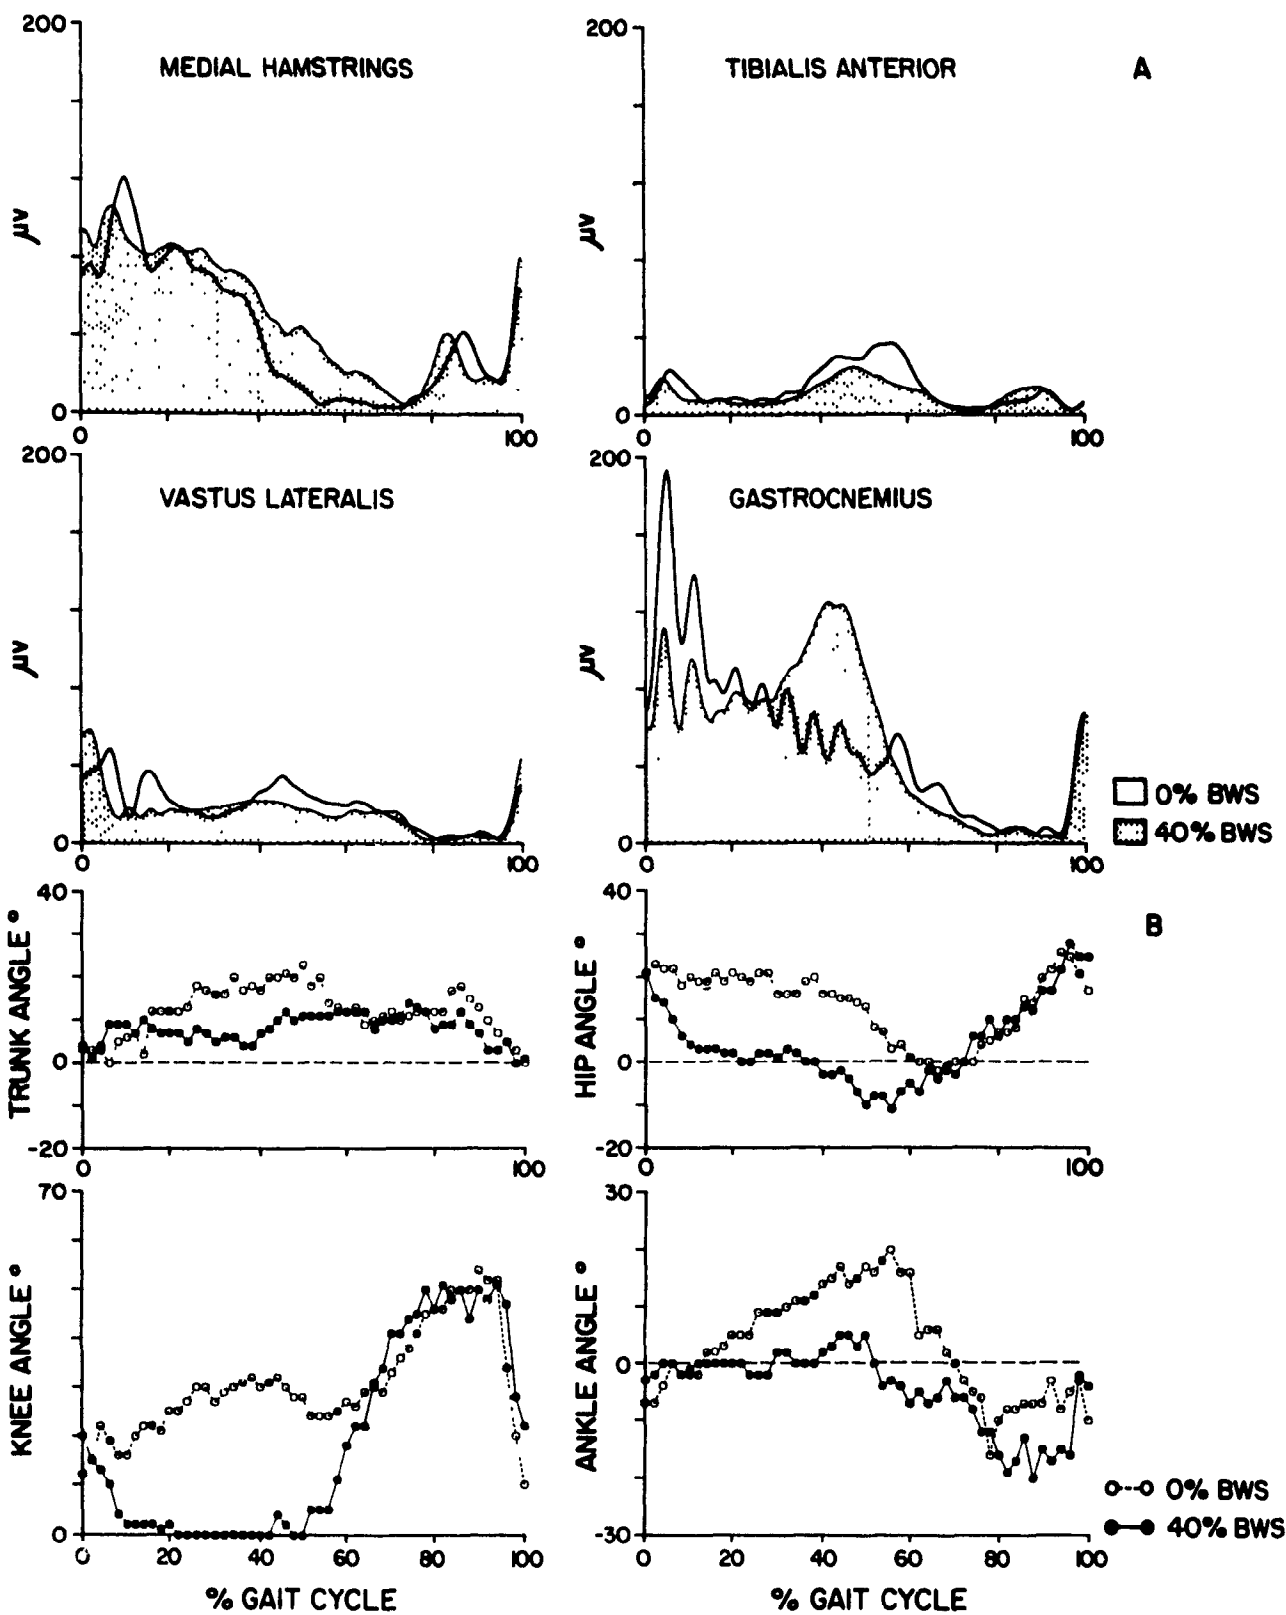 200
MEDIAL HAMSTRINGS
μv
0
0
100
200
TIBIALIS ANTERIOR
A
μv
0
0
100
200
VASTUS LATERALIS
μv
0
0
100
200
GASTROCNEMIUS
μv
0
0
100
0% BWS
40% BWS
40
TRUNK ANGLE °
0
-20
0
100
40
B
HIP ANGLE °
0
-20
0
100
70
KNEE ANGLE °
0
0 20 40 60 80 100
% GAIT CYCLE
30
ANKLE ANGLE °
0
-30
0 20 40 60 80 100
% GAIT CYCLE
0% BWS
40% BWS